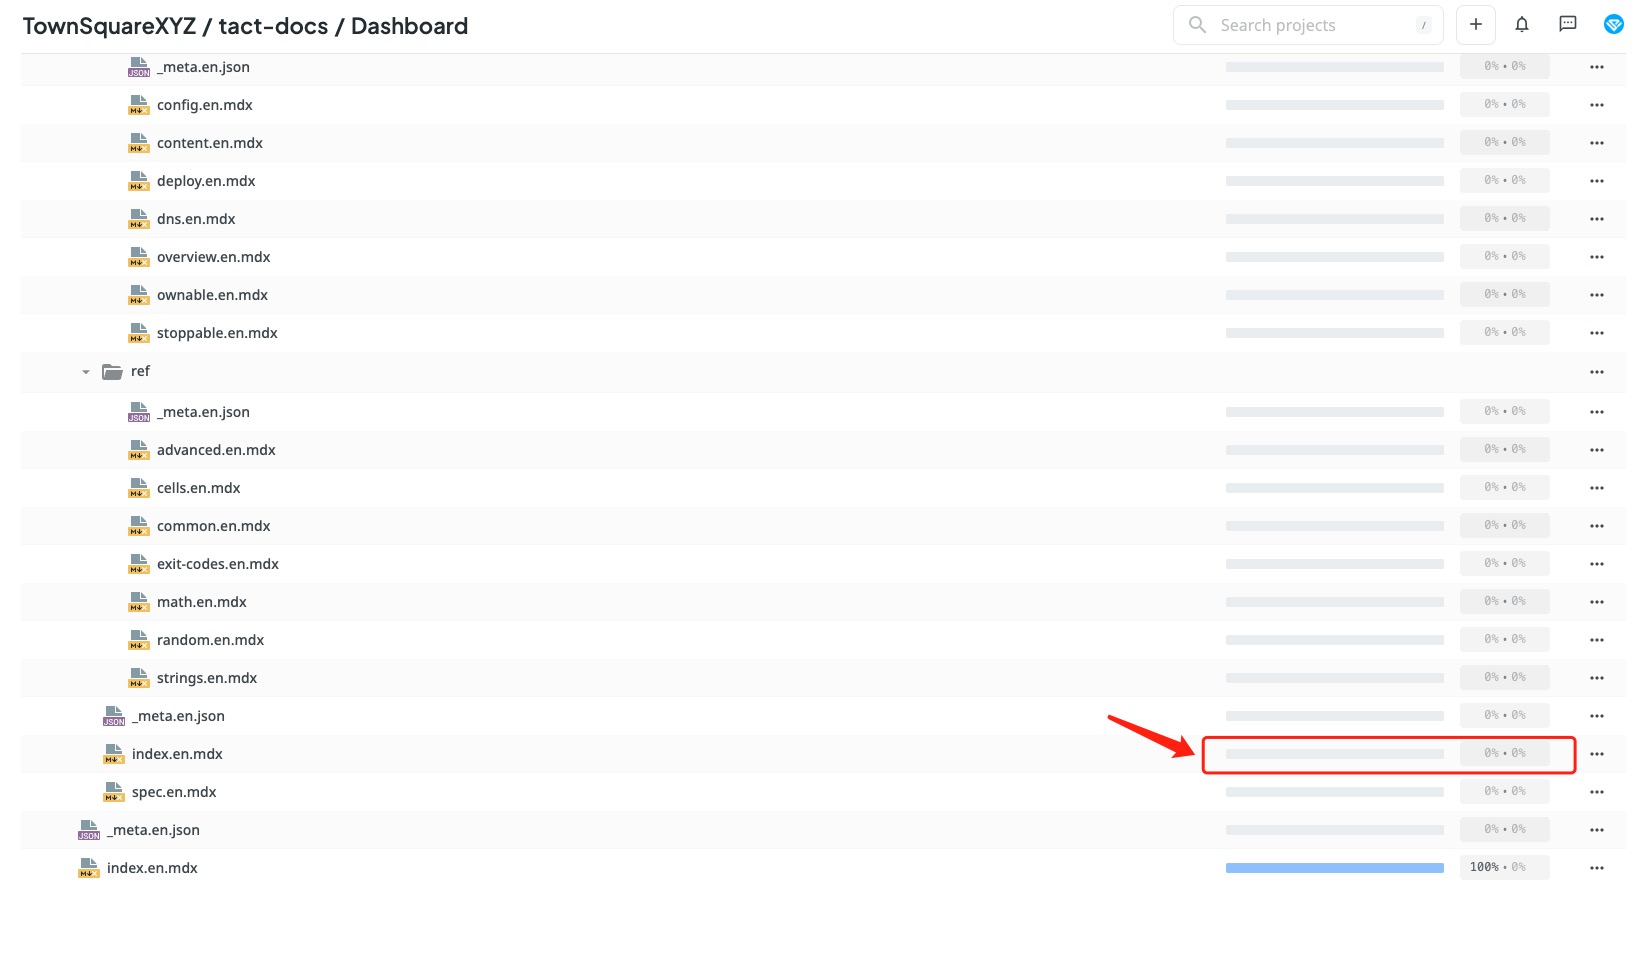 TownSquareXYZ / tact-docs / Dashboard
Search projects /
JSON _meta.en.json 0% • 0%
M↓X config.en.mdx 0% • 0%
M↓X content.en.mdx 0% • 0%
M↓X deploy.en.mdx 0% • 0%
M↓X dns.en.mdx 0% • 0%
M↓X overview.en.mdx 0% • 0%
M↓X ownable.en.mdx 0% • 0%
M↓X stoppable.en.mdx 0% • 0%
ref
JSON _meta.en.json 0% • 0%
M↓X advanced.en.mdx 0% • 0%
M↓X cells.en.mdx 0% • 0%
M↓X common.en.mdx 0% • 0%
M↓X exit-codes.en.mdx 0% • 0%
M↓X math.en.mdx 0% • 0%
M↓X random.en.mdx 0% • 0%
M↓X strings.en.mdx 0% • 0%
JSON _meta.en.json 0% • 0%
M↓X index.en.mdx 0% • 0%
M↓X spec.en.mdx 0% • 0%
JSON _meta.en.json 0% • 0%
M↓X index.en.mdx 100% • 0%